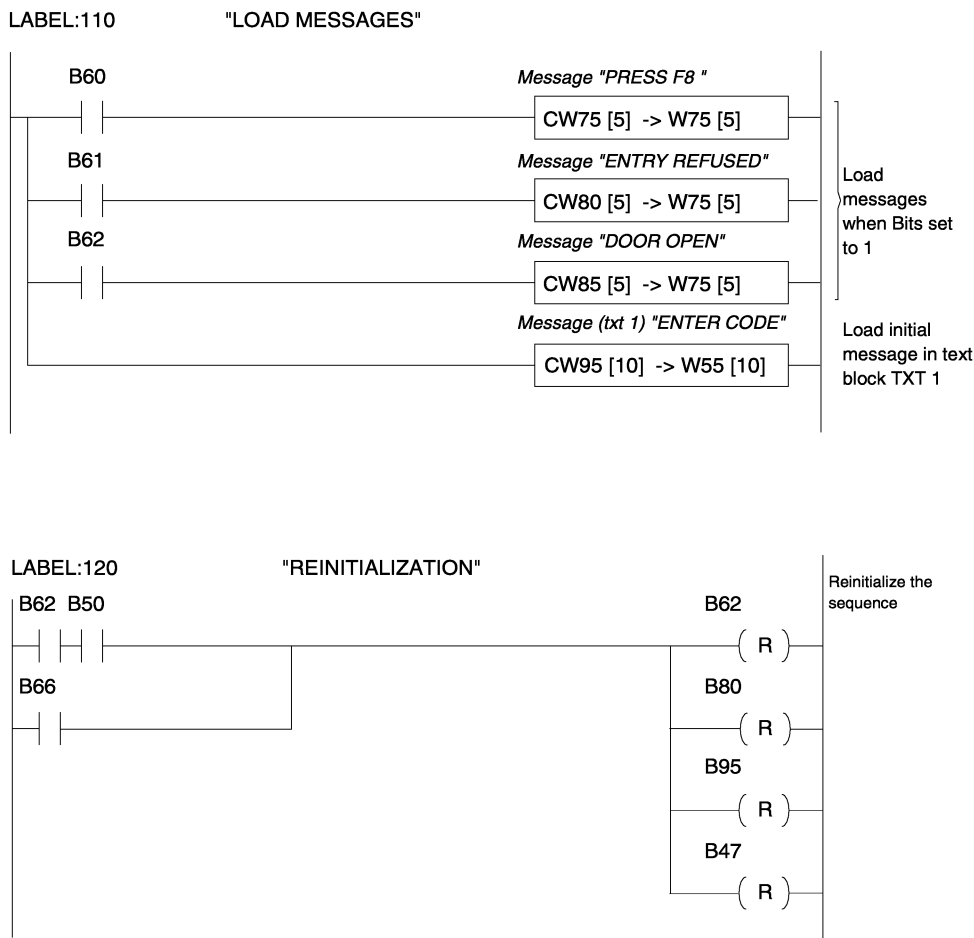 LABEL:110 "LOAD MESSAGES"
B60 Message "PRESS F8 "
CW75 [5] -> W75 [5]
B61 Message "ENTRY REFUSED"
CW80 [5] -> W75 [5]
B62 Message "DOOR OPEN"
CW85 [5] -> W75 [5]
Load
messages
when Bits set
to 1
Message (txt 1) "ENTER CODE"
CW95 [10] -> W55 [10]
Load initial
message in text
block TXT 1
LABEL:120 "REINITIALIZATION"
Reinitialize the
sequence
B62 B50 B62
( R )
B66 B80
( R )
B95
( R )
B47
( R )